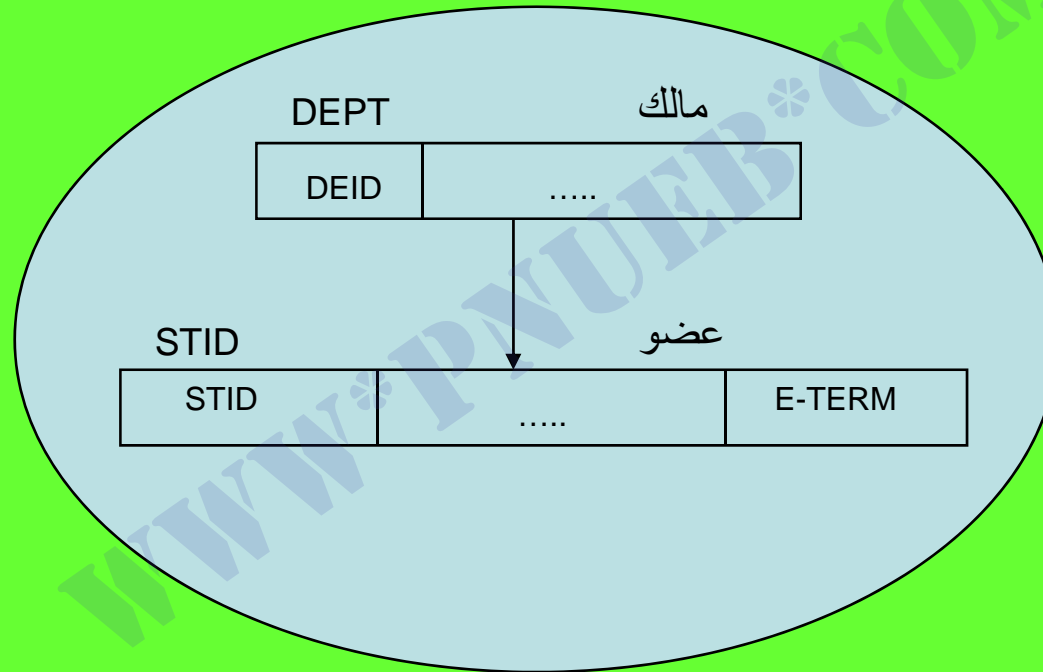 DEPT مالك
DEID …..
STID عضو
STID ….. E-TERM
WWW*PNUEB*COM